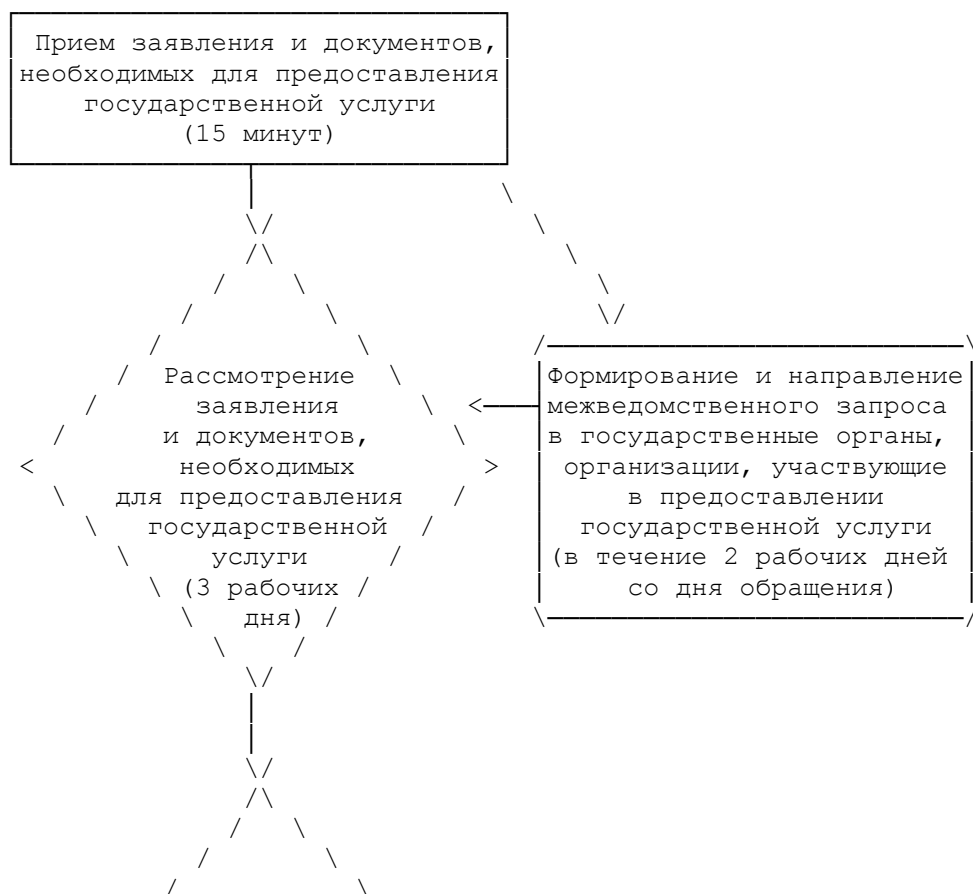 Прием заявления и документов,
необходимых для предоставления
государственной услуги
(15 минут)
Рассмотрение
заявления
и документов,
необходимых
для предоставления
государственной
услуги
(3 рабочих
дня)
Формирование и направление
межведомственного запроса
в государственные органы,
организации, участвующие
в предоставлении
государственной услуги
(в течение 2 рабочих дней
со дня обращения)